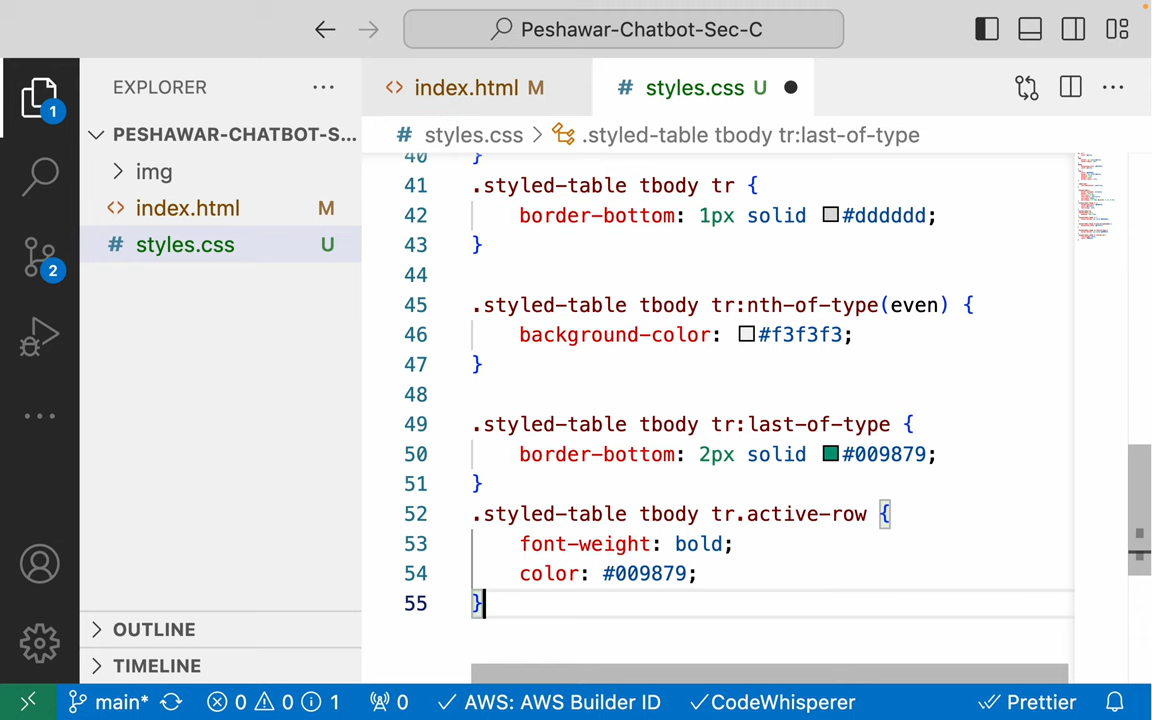 Peshawar-Chatbot-Sec-C
EXPLORER
index.html M
styles.css U
PESHAWAR-CHATBOT-S...
styles.css > .styled-table tbody tr:last-of-type
img
index.html M
styles.css U
1
2
40 }
41 .styled-table tbody tr {
42 border-bottom: 1px solid #dddddd;
43 }
44
45 .styled-table tbody tr:nth-of-type(even) {
46 background-color: #f3f3f3;
47 }
48
49 .styled-table tbody tr:last-of-type {
50 border-bottom: 2px solid #009879;
51 }
52 .styled-table tbody tr.active-row {
53 font-weight: bold;
54 color: #009879;
55 }
OUTLINE
TIMELINE
main* 0 0 1 0 AWS: AWS Builder ID CodeWhisperer Prettier